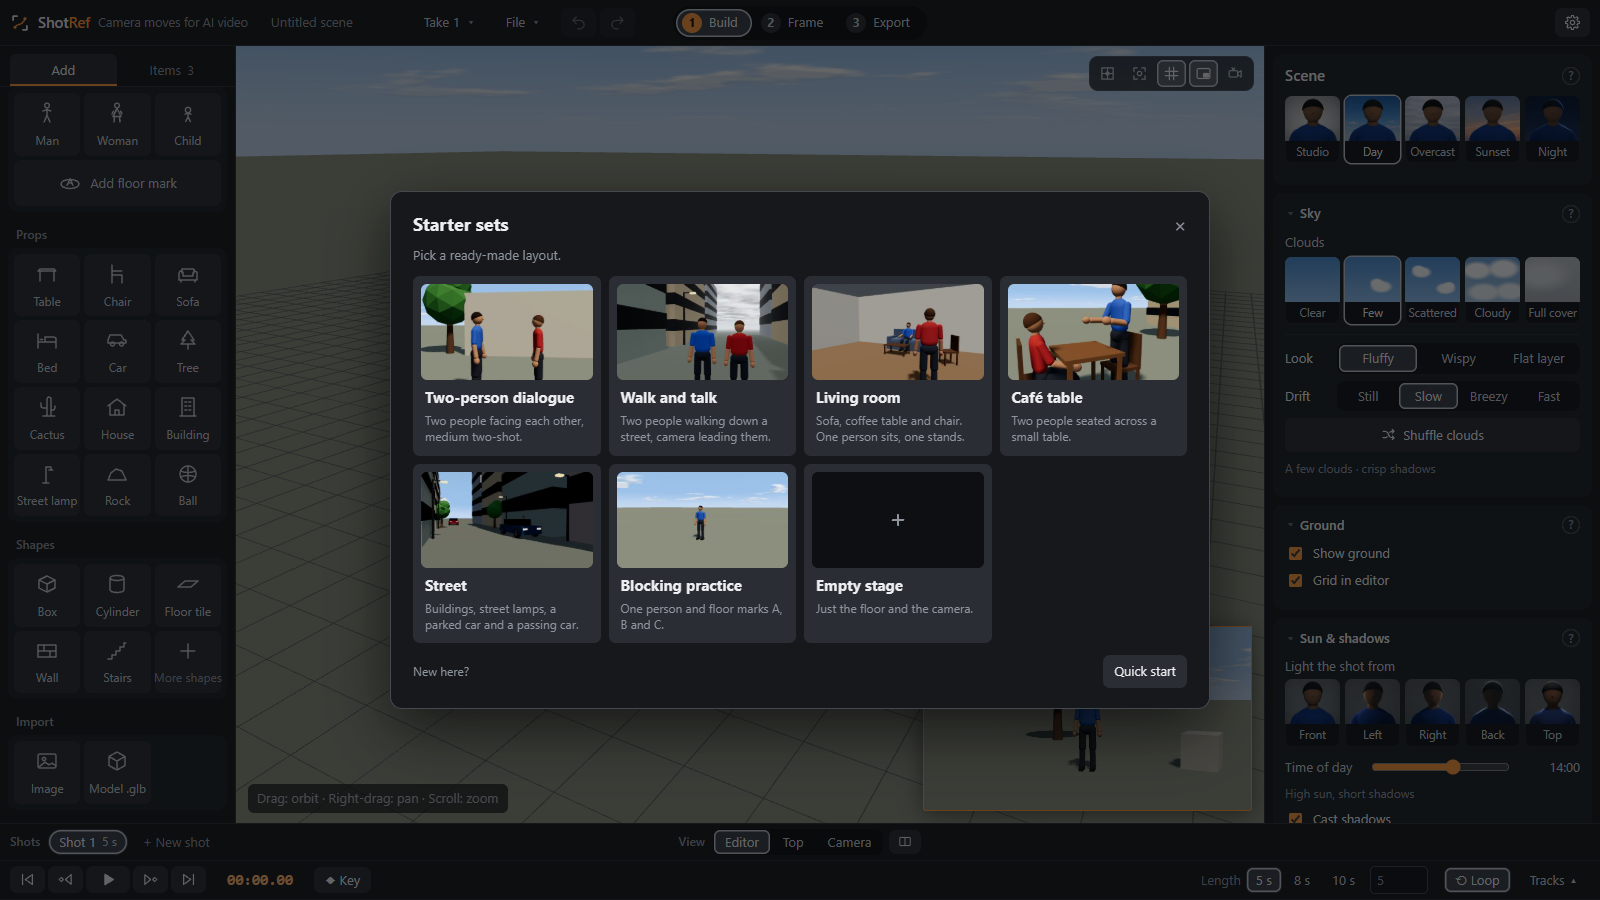 ShotRef Camera moves for AI video Untitled scene Take 1 File 1 Build 2 Frame 3 Export
Add Items 3
Man Woman Child
Add floor mark
Props
Table Chair Sofa
Bed Car Tree
Cactus House Building
Street lamp Rock Ball
Shapes
Box Cylinder Floor tile
Wall Stairs More shapes
Import
Image Model .glb
Starter sets
Pick a ready-made layout.
Two-person dialogue
Two people facing each other,
medium two-shot.
Walk and talk
Two people walking down a
street, camera leading them.
Living room
Sofa, coffee table and chair.
One person sits, one stands.
Café table
Two people seated across a
small table.
Street
Buildings, street lamps, a
parked car and a passing car.
Blocking practice
One person and floor marks A,
B and C.
Empty stage
Just the floor and the camera.
New here? Quick start
Drag: orbit · Right-drag: pan · Scroll: zoom
Scene ?
Studio Day Overcast Sunset Night
Sky ?
Clouds
Clear Few Scattered Cloudy Full cover
Look Fluffy Wispy Flat layer
Drift Still Slow Breezy Fast
Shuffle clouds
A few clouds · crisp shadows
Ground ?
Show ground
Grid in editor
Sun & shadows ?
Light the shot from
Front Left Right Back Top
Time of day 14:00
High sun, short shadows
Cast shadows
Shots Shot 1 5 s + New shot View Editor Top Camera
00:00.00 Key Length 5 s 8 s 10 s 5 Loop Tracks